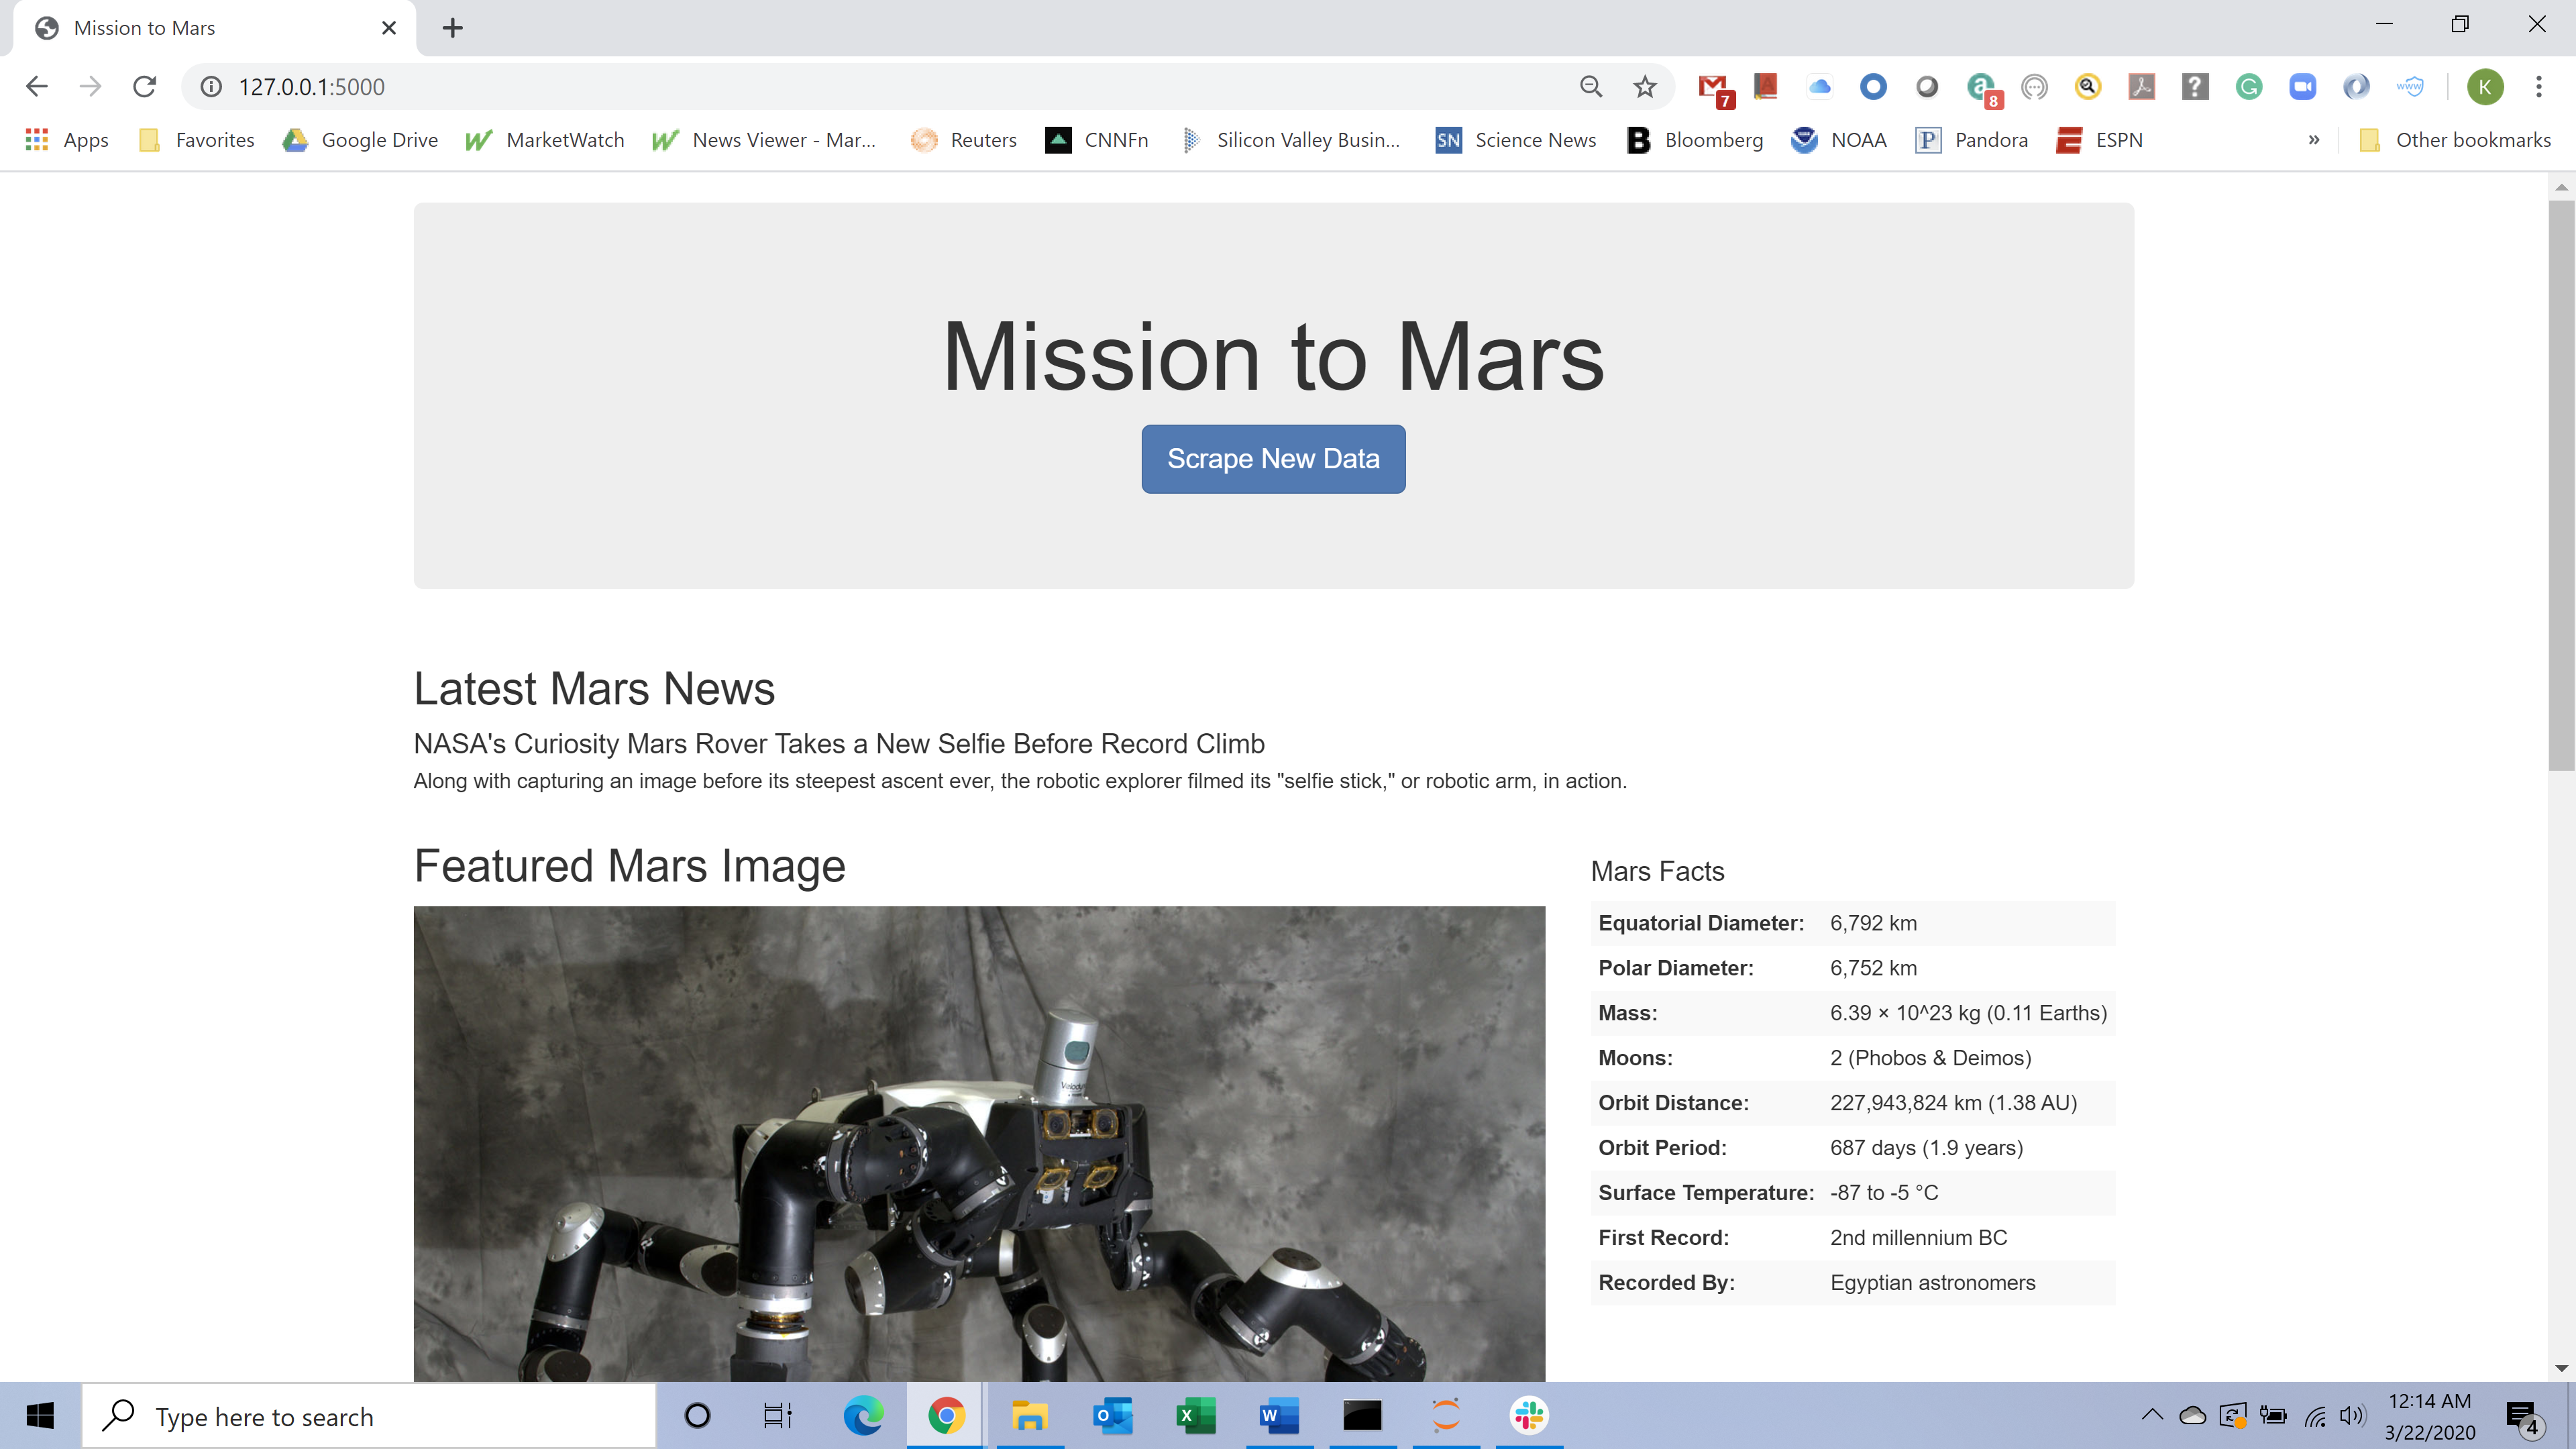 Mission to Mars
127.0.0.1:5000
7
8
K
Apps Favorites Google Drive MarketWatch News Viewer - Mar... Reuters CNNFn Silicon Valley Busin... SN Science News B Bloomberg NOAA P Pandora ESPN » Other bookmarks
Mission to Mars
Scrape New Data
Latest Mars News
NASA's Curiosity Mars Rover Takes a New Selfie Before Record Climb
Along with capturing an image before its steepest ascent ever, the robotic explorer filmed its "selfie stick," or robotic arm, in action.
Featured Mars Image
Mars Facts
Equatorial Diameter: 6,792 km
Polar Diameter: 6,752 km
Mass: 6.39 × 10^23 kg (0.11 Earths)
Moons: 2 (Phobos & Deimos)
Orbit Distance: 227,943,824 km (1.38 AU)
Orbit Period: 687 days (1.9 years)
Surface Temperature: -87 to -5 °C
First Record: 2nd millennium BC
Recorded By: Egyptian astronomers
Type here to search
12:14 AM
3/22/2020
4